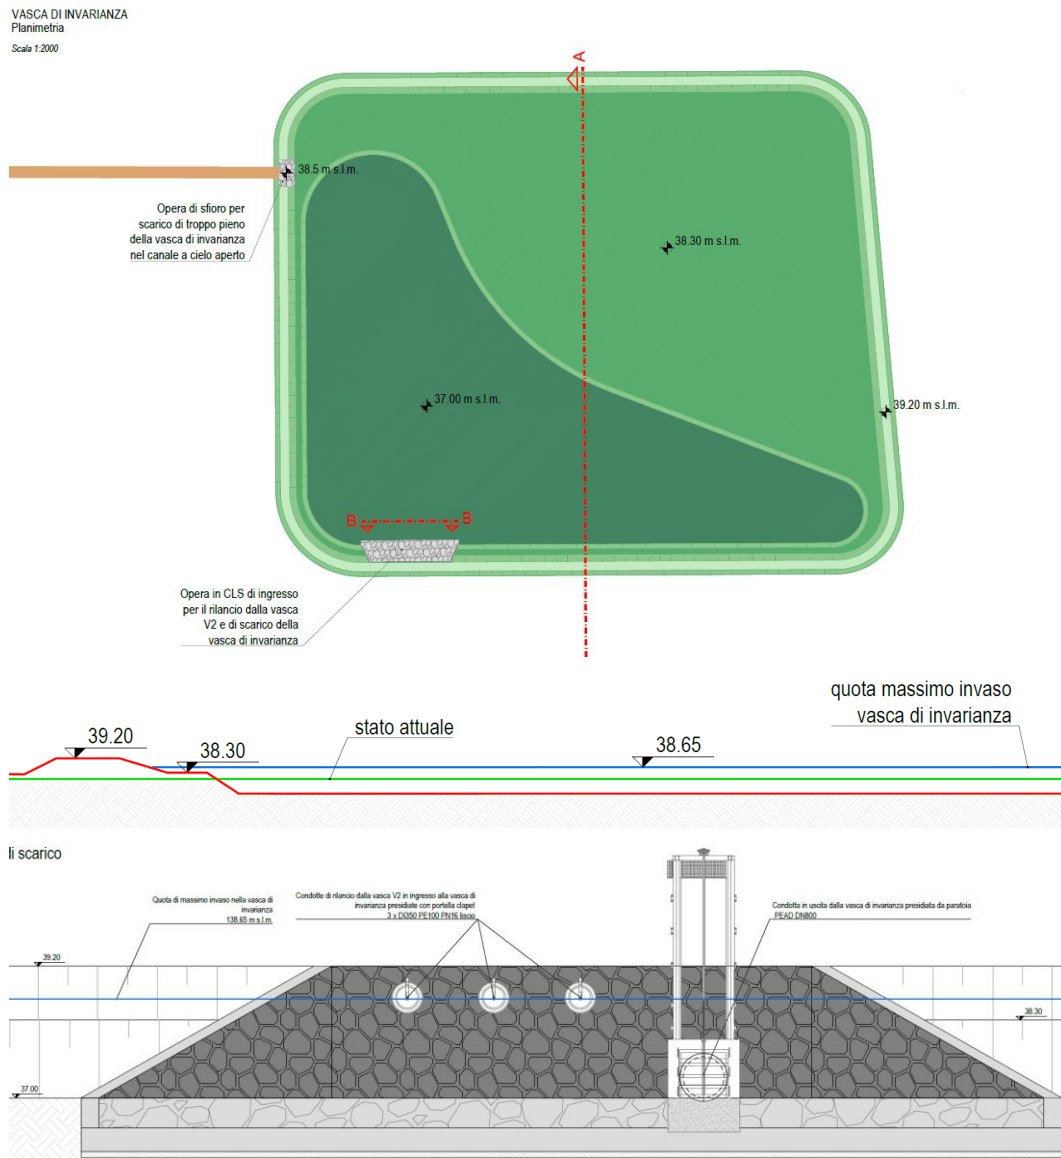 VASCA DI INVARIANZA
Planimetria
Scala 1:2000
A
38.5 m s.l.m.
Opera di sfioro per
scarico di troppo pieno
della vasca di invarianza
nel canale a cielo aperto
38.30 m s.l.m.
37.00 m s.l.m.
39.20 m s.l.m.
B B
Opera in CLS di ingresso
per il rilancio dalla vasca
V2 e di scarico della
vasca di invarianza
quota massimo invaso
vasca di invarianza
39.20
38.30
stato attuale
38.65
di scarico
Quota di massimo invaso nella vasca di
invarianza
138.65 m s.l.m.
Condotte di rilancio dalla vasca V2 in ingresso alla vasca di
invarianza presidiate con portella clapet
3 x DI350 PE100 PN16 liscio
Condotta in uscita dalla vasca di invarianza presidiata da paratoia
PEAD DN800
39.20
38.30
37.00